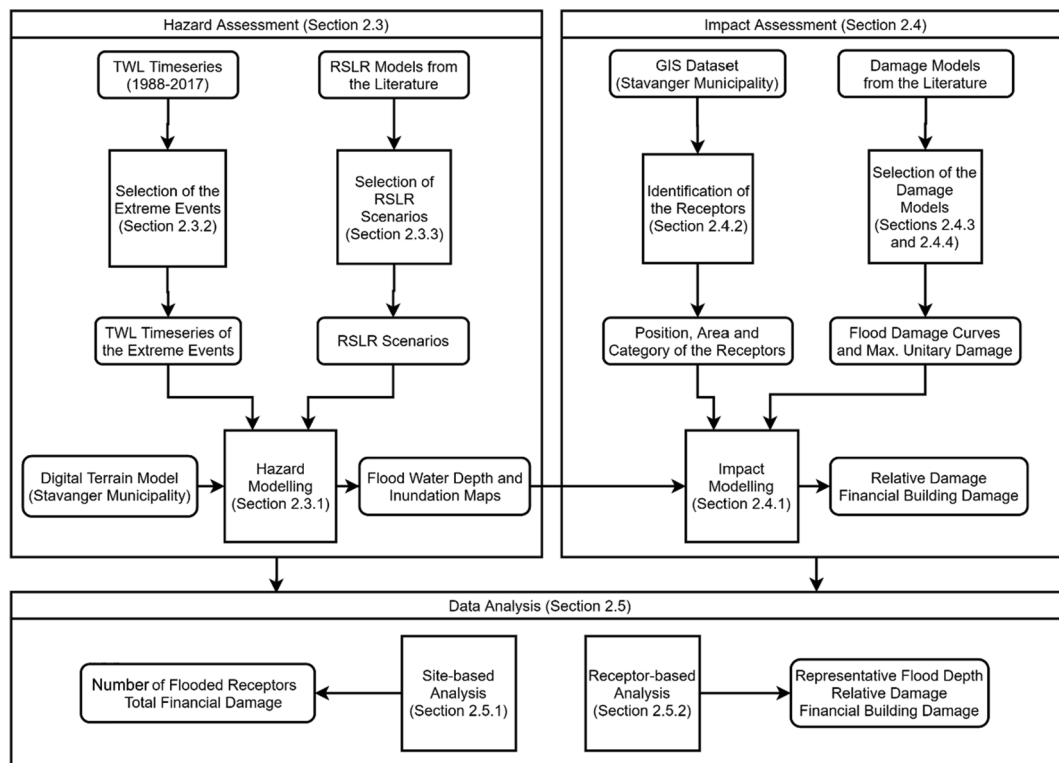 Hazard Assessment (Section 2.3)
TWL Timeseries
(1988-2017)
RSLR Models from
the Literature
Selection of the
Extreme Events
(Section 2.3.2)
Selection of
RSLR
Scenarios
(Section 2.3.3)
TWL Timeseries of
the Extreme Events
RSLR Scenarios
Digital Terrain Model
(Stavanger Municipality)
Hazard
Modelling
(Section 2.3.1)
Flood Water Depth and
Inundation Maps
Impact Assessment (Section 2.4)
GIS Dataset
(Stavanger Municipality)
Damage Models
from the Literature
Identification of
the Receptors
(Section 2.4.2)
Selection of the
Damage
Models
(Sections 2.4.3
and 2.4.4)
Position, Area and
Category of the Receptors
Flood Damage Curves
and Max. Unitary Damage
Impact
Modelling
(Section 2.4.1)
Relative Damage
Financial Building Damage
Data Analysis (Section 2.5)
Number of Flooded Receptors
Total Financial Damage
Site-based
Analysis
(Section 2.5.1)
Receptor-based
Analysis
(Section 2.5.2)
Representative Flood Depth
Relative Damage
Financial Building Damage